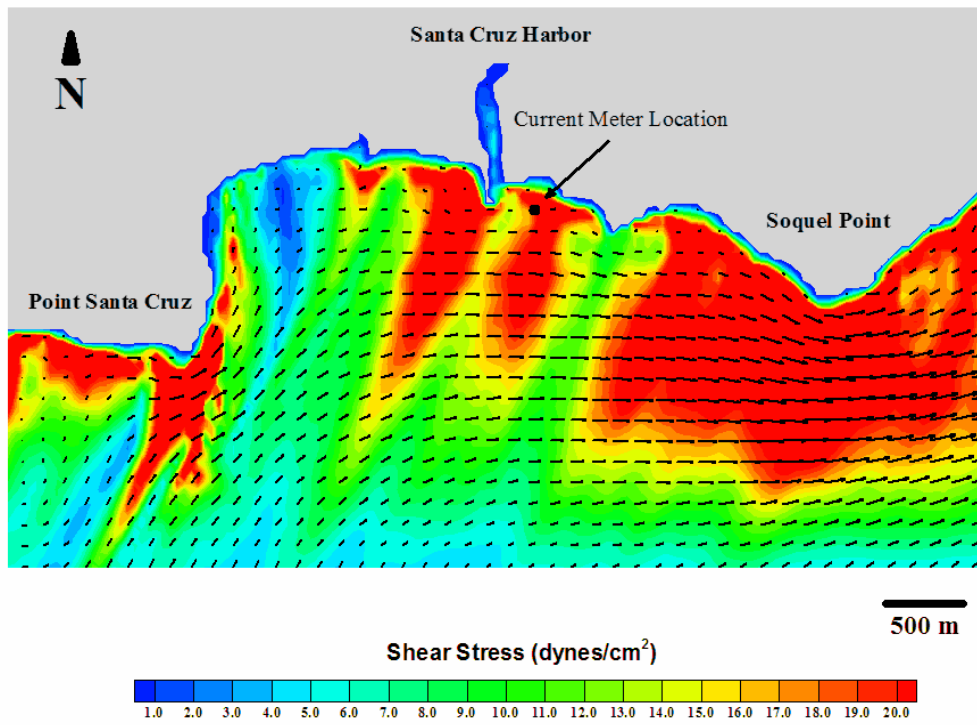 Santa Cruz Harbor
N
Current Meter Location
Soquel Point
Point Santa Cruz
500 m
Shear Stress (dynes/cm²)
1.0 2.0 3.0 4.0 5.0 6.0 7.0 8.0 9.0 10.0 11.0 12.0 13.0 14.0 15.0 16.0 17.0 18.0 19.0 20.0